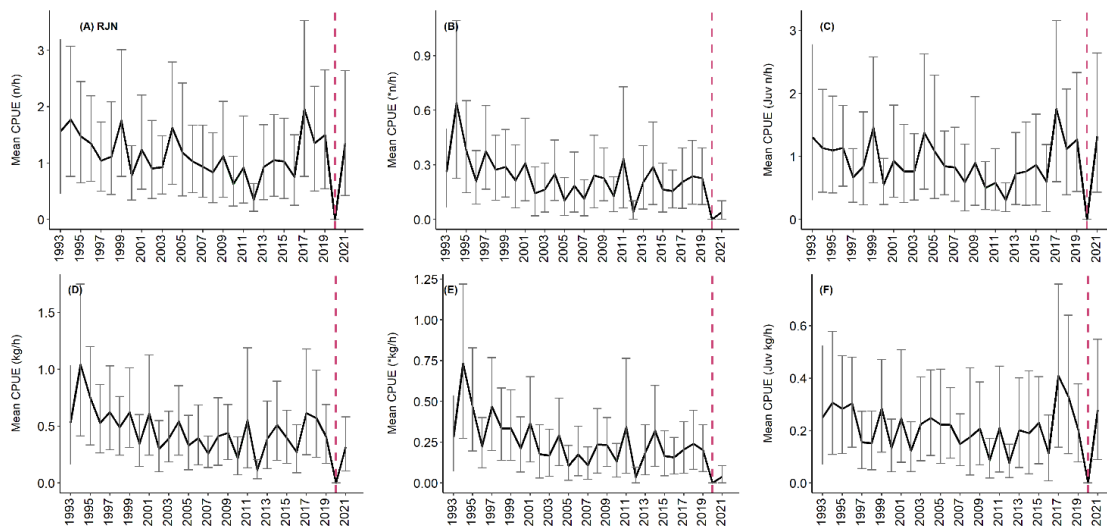 (A) RJN
Mean CPUE (n/h)
3
2
1
0
1993 1995 1997 1999 2001 2003 2005 2007 2009 2011 2013 2015 2017 2019 2021
(B)
Mean CPUE (*n/h)
0.9
0.6
0.3
0.0
1993 1995 1997 1999 2001 2003 2005 2007 2009 2011 2013 2015 2017 2019 2021
(C)
Mean CPUE (Juv n/h)
3
2
1
0
1993 1995 1997 1999 2001 2003 2005 2007 2009 2011 2013 2015 2017 2019 2021
(D)
Mean CPUE (kg/h)
1.5
1.0
0.5
0.0
1993 1995 1997 1999 2001 2003 2005 2007 2009 2011 2013 2015 2017 2019 2021
(E)
Mean CPUE (*kg/h)
1.25
1.00
0.75
0.50
0.25
0.00
1993 1995 1997 1999 2001 2003 2005 2007 2009 2011 2013 2015 2017 2019 2021
(F)
Mean CPUE (Juv kg/h)
0.6
0.4
0.2
0.0
1993 1995 1997 1999 2001 2003 2005 2007 2009 2011 2013 2015 2017 2019 2021